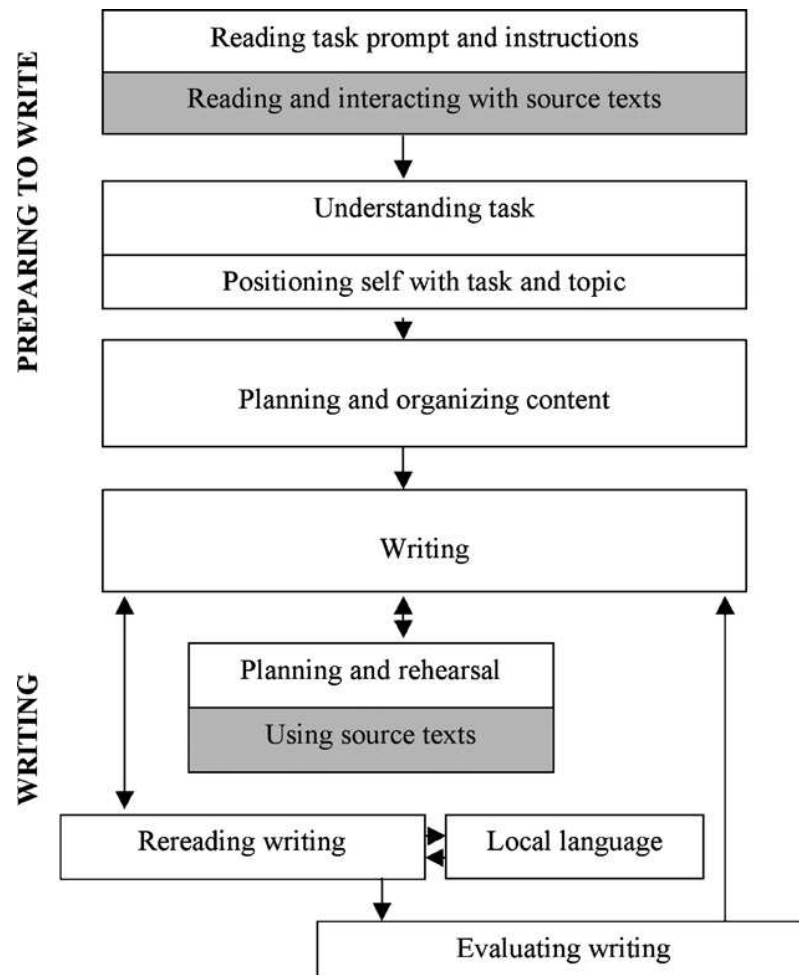 PREPARING TO WRITE
Reading task prompt and instructions
Reading and interacting with source texts
Understanding task
Positioning self with task and topic
Planning and organizing content
WRITING
Writing
Planning and rehearsal
Using source texts
Rereading writing
Local language
Evaluating writing